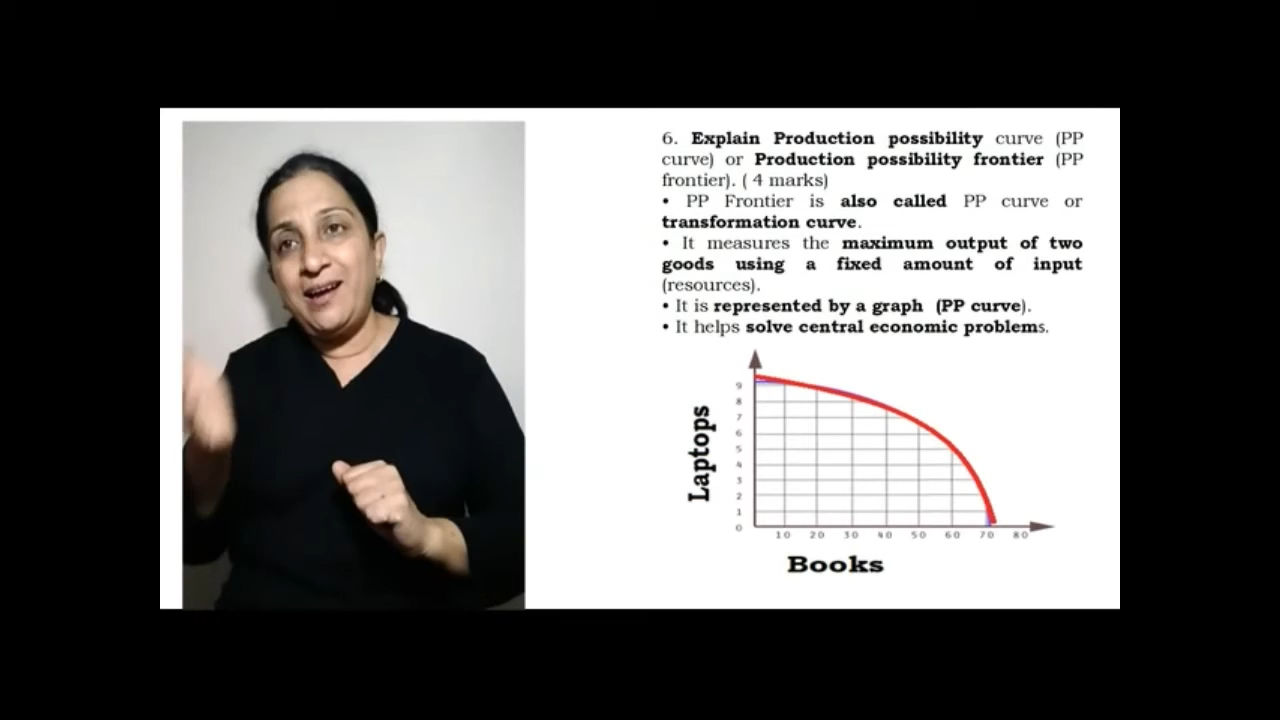 6. Explain Production possibility curve (PP
curve) or Production possibility frontier (PP
frontier). ( 4 marks)
• PP Frontier is also called PP curve or
transformation curve.
• It measures the maximum output of two
goods using a fixed amount of input
(resources).
• It is represented by a graph (PP curve).
• It helps solve central economic problems.
Laptops
9
8
7
6
5
4
3
2
1
0
10 20 30 40 50 60 70 80
Books